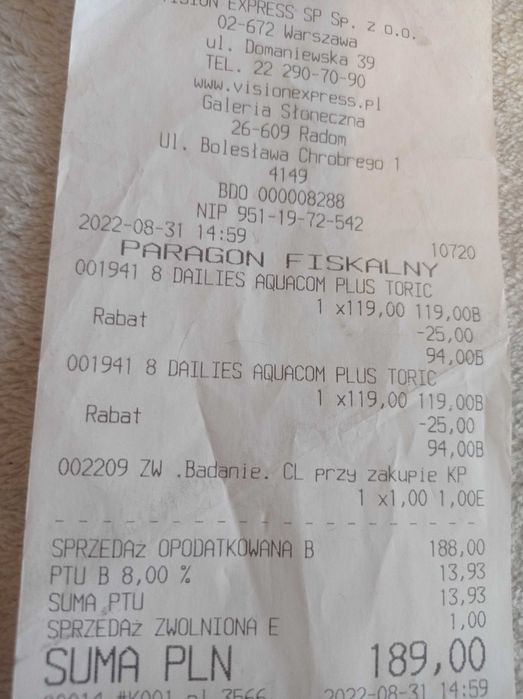 VISION EXPRESS SP Sp. z o.o.
02-672 Warszawa
ul. Domaniewska 39
TEL. 22 290-70-90
www.visionexpress.pl
Galeria Słoneczna
26-609 Radom
Ul. Bolesława Chrobrego 1
4149
BDO 000008288
NIP 951-19-72-542
2022-08-31 14:59 10720
PARAGON FISKALNY
001941 8 DAILIES AQUACOM PLUS TORIC
1 x119,00 119,00B
Rabat -25,00
94,00B
001941 8 DAILIES AQUACOM PLUS TORIC
1 x119,00 119,00B
Rabat -25,00
94,00B
002209 ZW .Badanie. CL przy zakupie KP
1 x1,00 1,00E
SPRZEDAż OPODATKOWANA B 188,00
PTU B 8,00 % 13,93
SUMA PTU 13,93
SPRZEDAż ZWOLNIONA E 1,00
SUMA PLN 189,00
#K001 2022-08-31 14:59